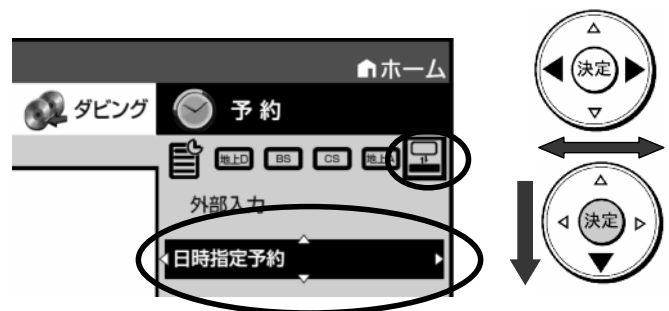 ホーム
ダビング
予約
地上D BS CS 地上A
外部入力
日時指定予約
決定
決定